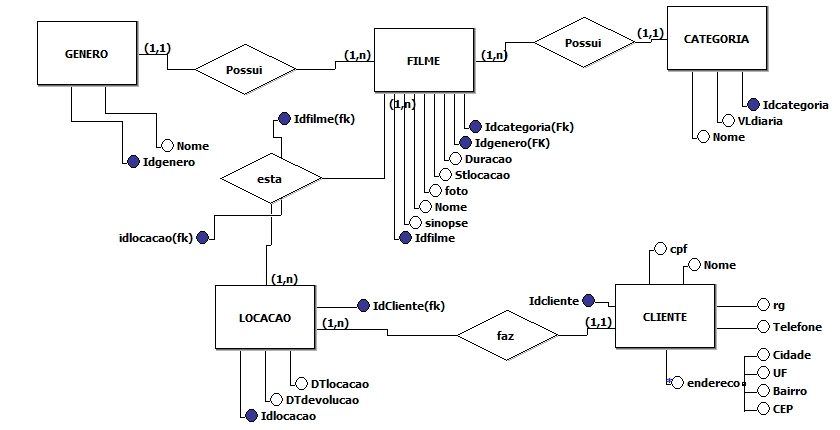 GENERO
(1,1)
Possui
(1,n)
FILME
(1,n)
Possui
(1,1)
CATEGORIA
Idcategoria
VLdiaria
Nome
Nome
Idgenero
(1,n)
Idfilme(fk)
Idcategoria(Fk)
Idgenero(FK)
Duracao
Stlocacao
foto
Nome
sinopse
Idfilme
esta
idlocacao(fk)
(1,n)
LOCACAO
IdCliente(fk)
(1,n)
faz
(1,1)
Idcliente
CLIENTE
cpf
Nome
rg
Telefone
endereco
Cidade
UF
Bairro
CEP
DTlocacao
DTdevolucao
Idlocacao